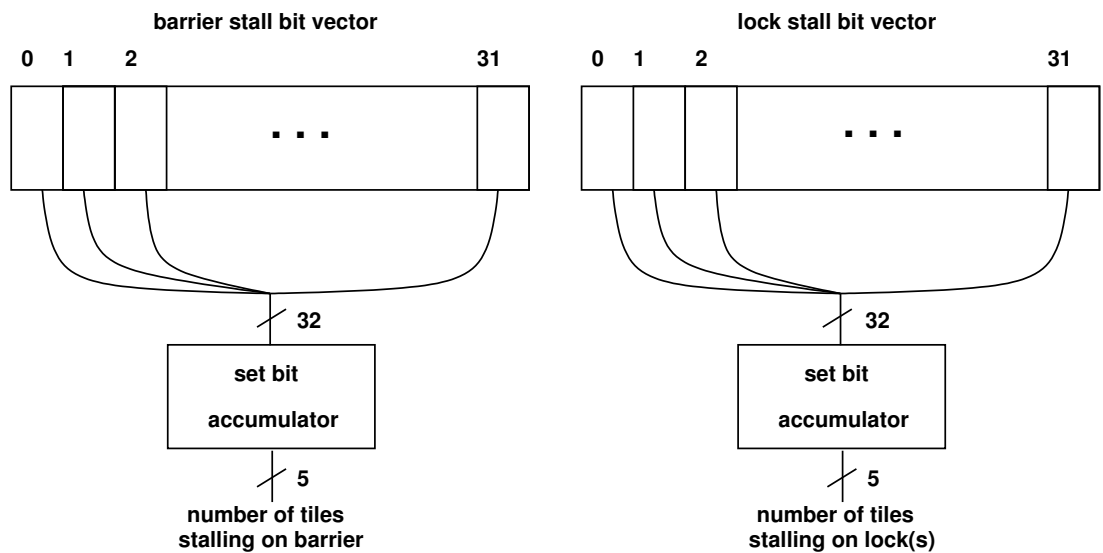 barrier stall bit vector
0 1 2 31
. . .
32
set bit
accumulator
5
number of tiles
stalling on barrier
lock stall bit vector
0 1 2 31
. . .
32
set bit
accumulator
5
number of tiles
stalling on lock(s)